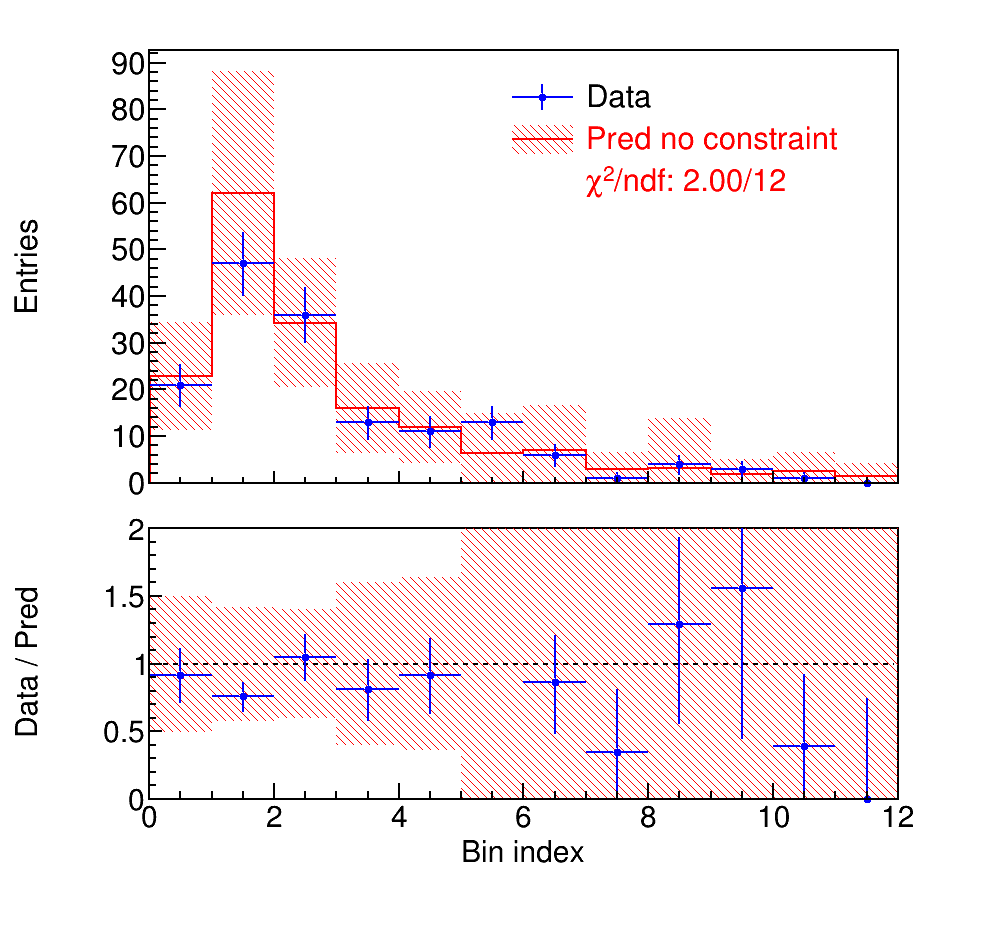 Entries
90
80
70
60
50
40
30
20
10
0
Data
Pred no constraint
χ²/ndf: 2.00/12
Data / Pred
2
1.5
1
0.5
0
0 2 4 6 8 10 12
Bin index